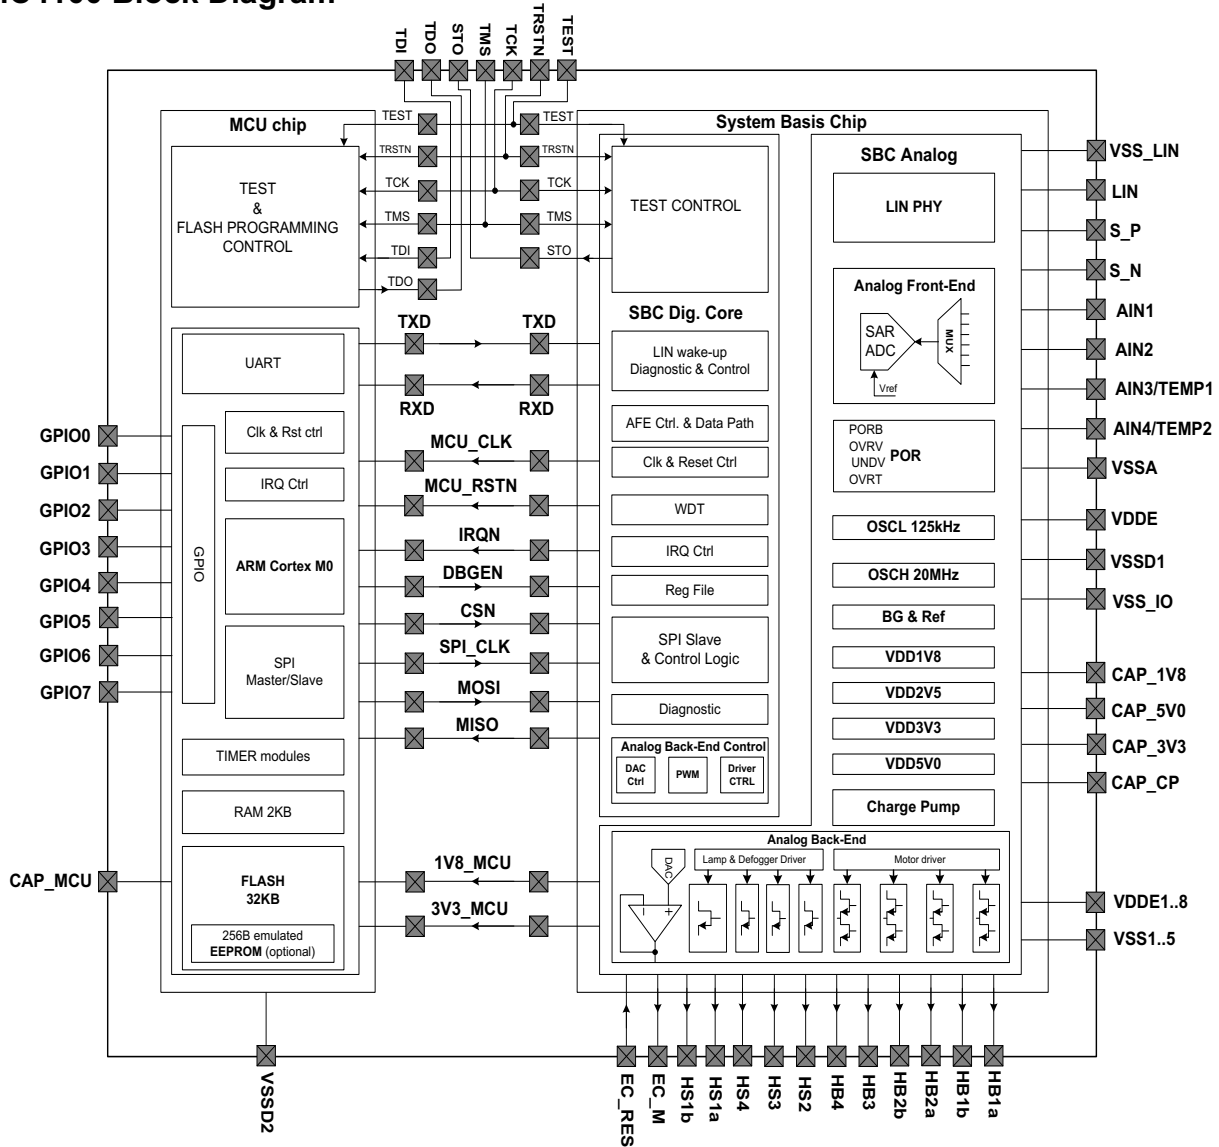 Block Diagram
TDI
TDO
STO
TMS
TCK
TRSTN
TEST
MCU chip
TEST
TEST
System Basis Chip
TRSTN
TRSTN
TCK
TCK
TMS
TMS
TDI
STO
TDO
TEST
&
FLASH PROGRAMMING
CONTROL
TEST CONTROL
SBC Analog
LIN PHY
Analog Front-End
SAR
ADC
MUX
Vref
PORB
OVRV
UNDV
OVRT
POR
OSCL 125kHz
OSCH 20MHz
BG & Ref
VDD1V8
VDD2V5
VDD3V3
VDD5V0
Charge Pump
SBC Dig. Core
LIN wake-up
Diagnostic & Control
AFE Ctrl. & Data Path
Clk & Reset Ctrl
WDT
IRQ Ctrl
Reg File
SPI Slave
& Control Logic
Diagnostic
Analog Back-End Control
DAC
Ctrl
PWM
Driver
CTRL
TXD
TXD
RXD
RXD
MCU_CLK
MCU_RSTN
IRQN
DBGEN
CSN
SPI_CLK
MOSI
MISO
1V8_MCU
3V3_MCU
UART
Clk & Rst ctrl
IRQ Ctrl
GPIO
ARM Cortex M0
SPI
Master/Slave
TIMER modules
RAM 2KB
FLASH
32KB
256B emulated
EEPROM (optional)
GPIO0
GPIO1
GPIO2
GPIO3
GPIO4
GPIO5
GPIO6
GPIO7
CAP_MCU
Analog Back-End
DAC
Lamp & Defogger Driver
Motor driver
-
+
VSS_LIN
LIN
S_P
S_N
AIN1
AIN2
AIN3/TEMP1
AIN4/TEMP2
VSSA
VDDE
VSSD1
VSS_IO
CAP_1V8
CAP_5V0
CAP_3V3
CAP_CP
VDDE1..8
VSS1..5
VSSD2
EC_RES
EC_M
HS1b
HS1a
HS4
HS3
HS2
HB4
HB3
HB2b
HB2a
HB1b
HB1a